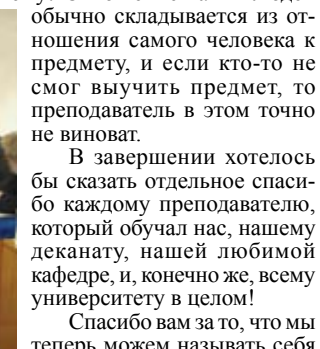 обычно складывается из от-
ношения самого человека к
предмету, и если кто-то не
смог выучить предмет, то
преподаватель в этом точно
не виноват.
В завершении хотелось
бы сказать отдельное спаси-
бо каждому преподавателю,
который обучал нас, нашему
деканату, нашей любимой
кафедре, и, конечно же, всему
университету в целом!
Спасибо вам за то, что мы
теперь можем называть себя